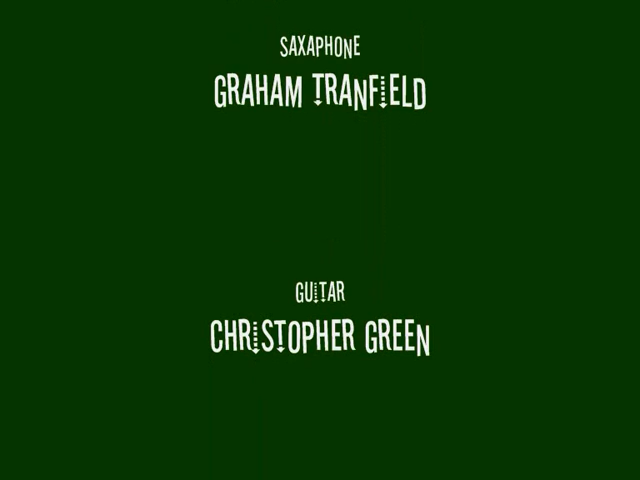 SAXAPHONE
GRAHAM TRANFIELD
GUITAR
CHRISTOPHER GREEN